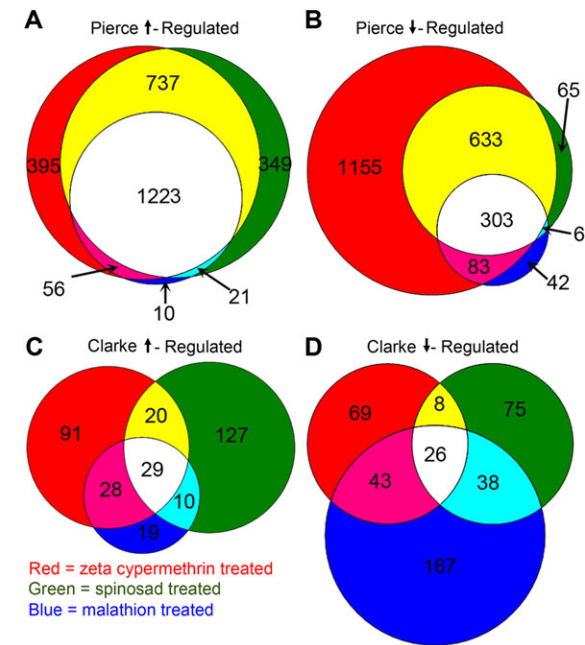 A
Pierce ↑- Regulated
737
395
349
1223
56
10
21
B
Pierce ↓- Regulated
65
633
1155
303
6
83
42
C
Clarke ↑- Regulated
20
91
127
29
28
10
19
Red = zeta cypermethrin treated
Green = spinosad treated
Blue = malathion treated
D
Clarke ↓- Regulated
8
69
75
26
43
38
167